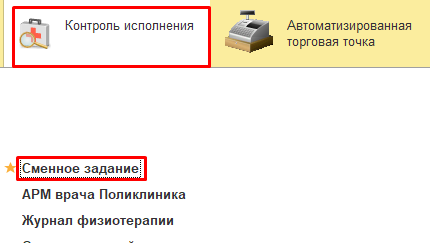 Контроль исполнения
Автоматизированная
торговая точка
Сменное задание
АРМ врача Поликлиника
Журнал физиотерапии